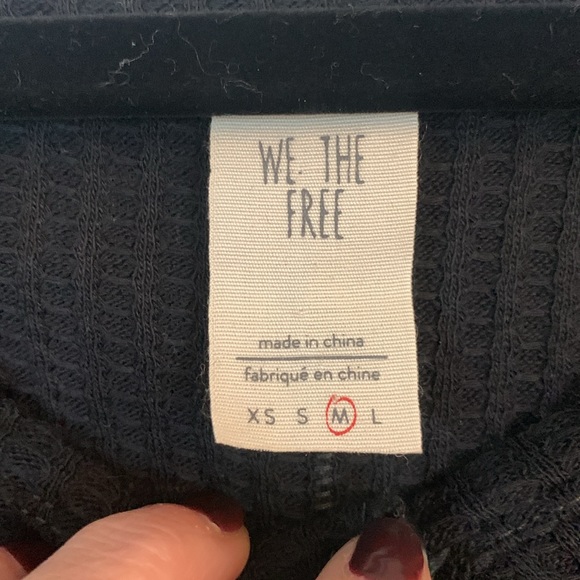 WE. THE
FREE
made in china
fabriqué en chine
XS S M L